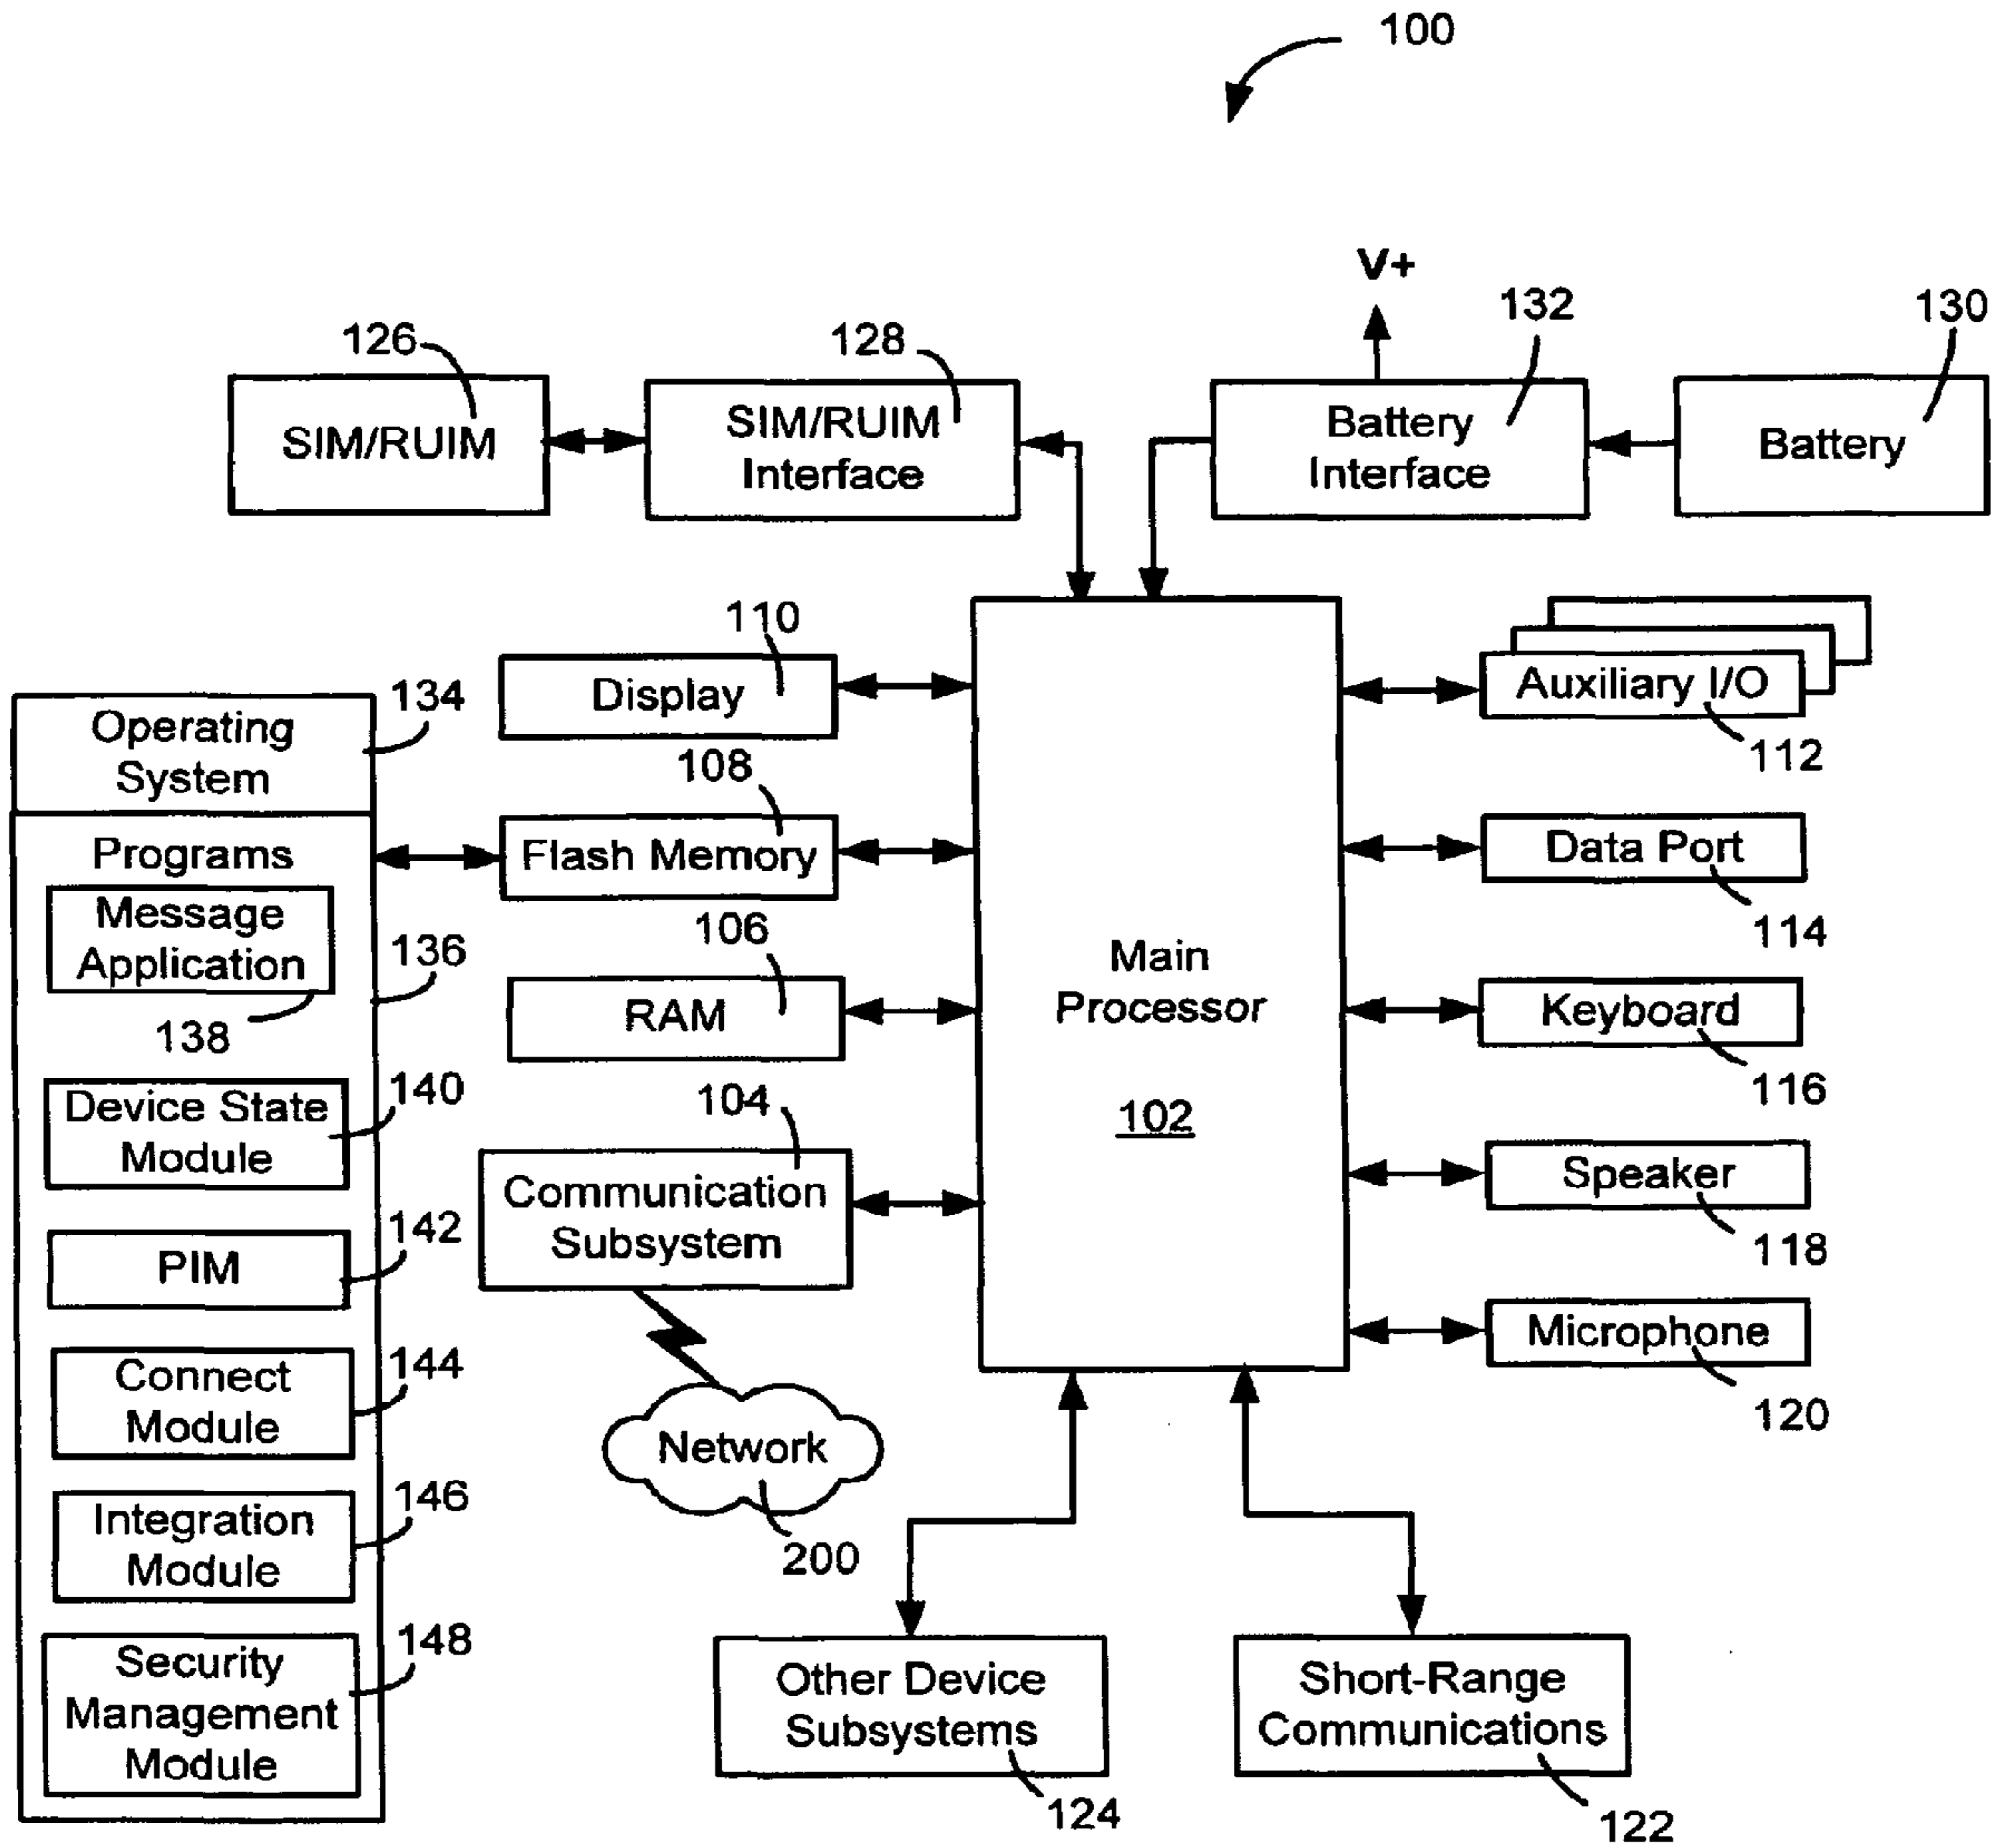 100
V+
132
130
126
128
SIM/RUIM
SIM/RUIM
Interface
Battery
Interface
Battery
110
Display
Auxiliary I/O
112
134
Operating
System
108
Flash Memory
Data Port
114
Programs
Message
Application
138
136
106
RAM
Main
Processor
102
Keyboard
116
140
Device State
Module
104
Communication
Subsystem
Speaker
118
142
PIM
Microphone
120
144
Connect
Module
Network
200
146
Integration
Module
148
Security
Management
Module
Other Device
Subsystems
124
Short-Range
Communications
122